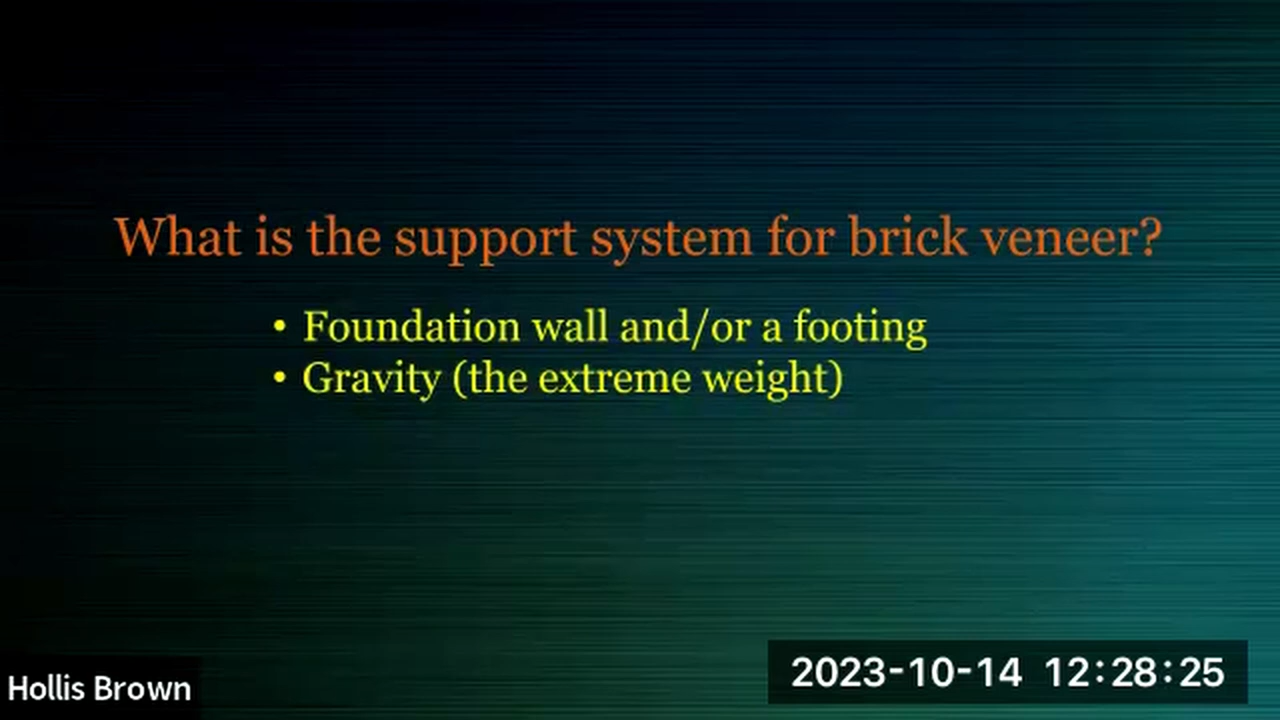 What is the support system for brick veneer?
• Foundation wall and/or a footing
• Gravity (the extreme weight)
Hollis Brown
2023-10-14 12:28:25